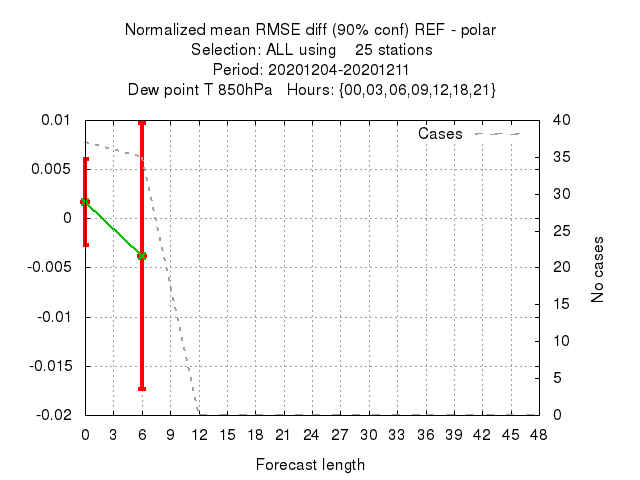 Normalized mean RMSE diff (90% conf) REF - polar
Selection: ALL using    25 stations
Period: 20201204-20201211
Dew point T 850hPa   Hours: {00,03,06,09,12,18,21}
0.01
0.005
0
-0.005
-0.01
-0.015
-0.02
Cases
40
35
30
25
20
15
10
5
0
No cases
0 3 6 9 12 15 18 21 24 27 30 33 36 39 42 45 48
Forecast length